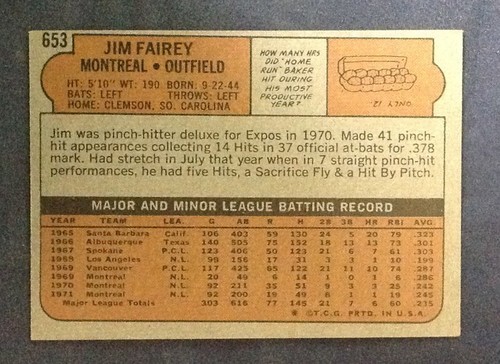 653
JIM FAIREY
MONTREAL • OUTFIELD
HT: 5'10" WT: 190 BORN: 9-22-44
BATS: LEFT THROWS: LEFT
HOME: CLEMSON, SO. CAROLINA
HOW MANY HRS
DID "HOME
RUN" BAKER
HIT DURING
HIS MOST
PRODUCTIVE
YEAR?
ONLY 12
Jim was pinch-hitter deluxe for Expos in 1970. Made 41 pinch-
hit appearances collecting 14 Hits in 37 official at-bats for .378
mark. Had stretch in July that year when in 7 straight pinch-hit
performances, he had five Hits, a Sacrifice Fly & a Hit By Pitch.
MAJOR AND MINOR LEAGUE BATTING RECORD
YEAR TEAM LEA. G AB R H 2B 3B HR RBI AVG.
1965 Santa Barbara Calif. 106 403 59 130 24 5 20 79 .323
1966 Albuquerque Texas 140 505 75 152 18 13 13 73 .301
1967 Spokane P.C.L. 123 406 50 123 21 6 7 61 .303
1968 Los Angeles N.L. 99 156 17 31 3 3 1 10 .199
1969 Vancouver P.C.L. 117 425 65 122 21 11 10 74 .287
1969 Montreal N.L. 20 49 6 14 1 0 1 6 .286
1970 Montreal N.L. 92 211 35 51 9 3 3 25 .242
1971 Montreal N.L. 92 200 19 49 8 1 1 19 .245
Major League Totals 303 616 77 145 21 7 6 60 .235
* ©T.C.G. PRTD. IN U.S.A.